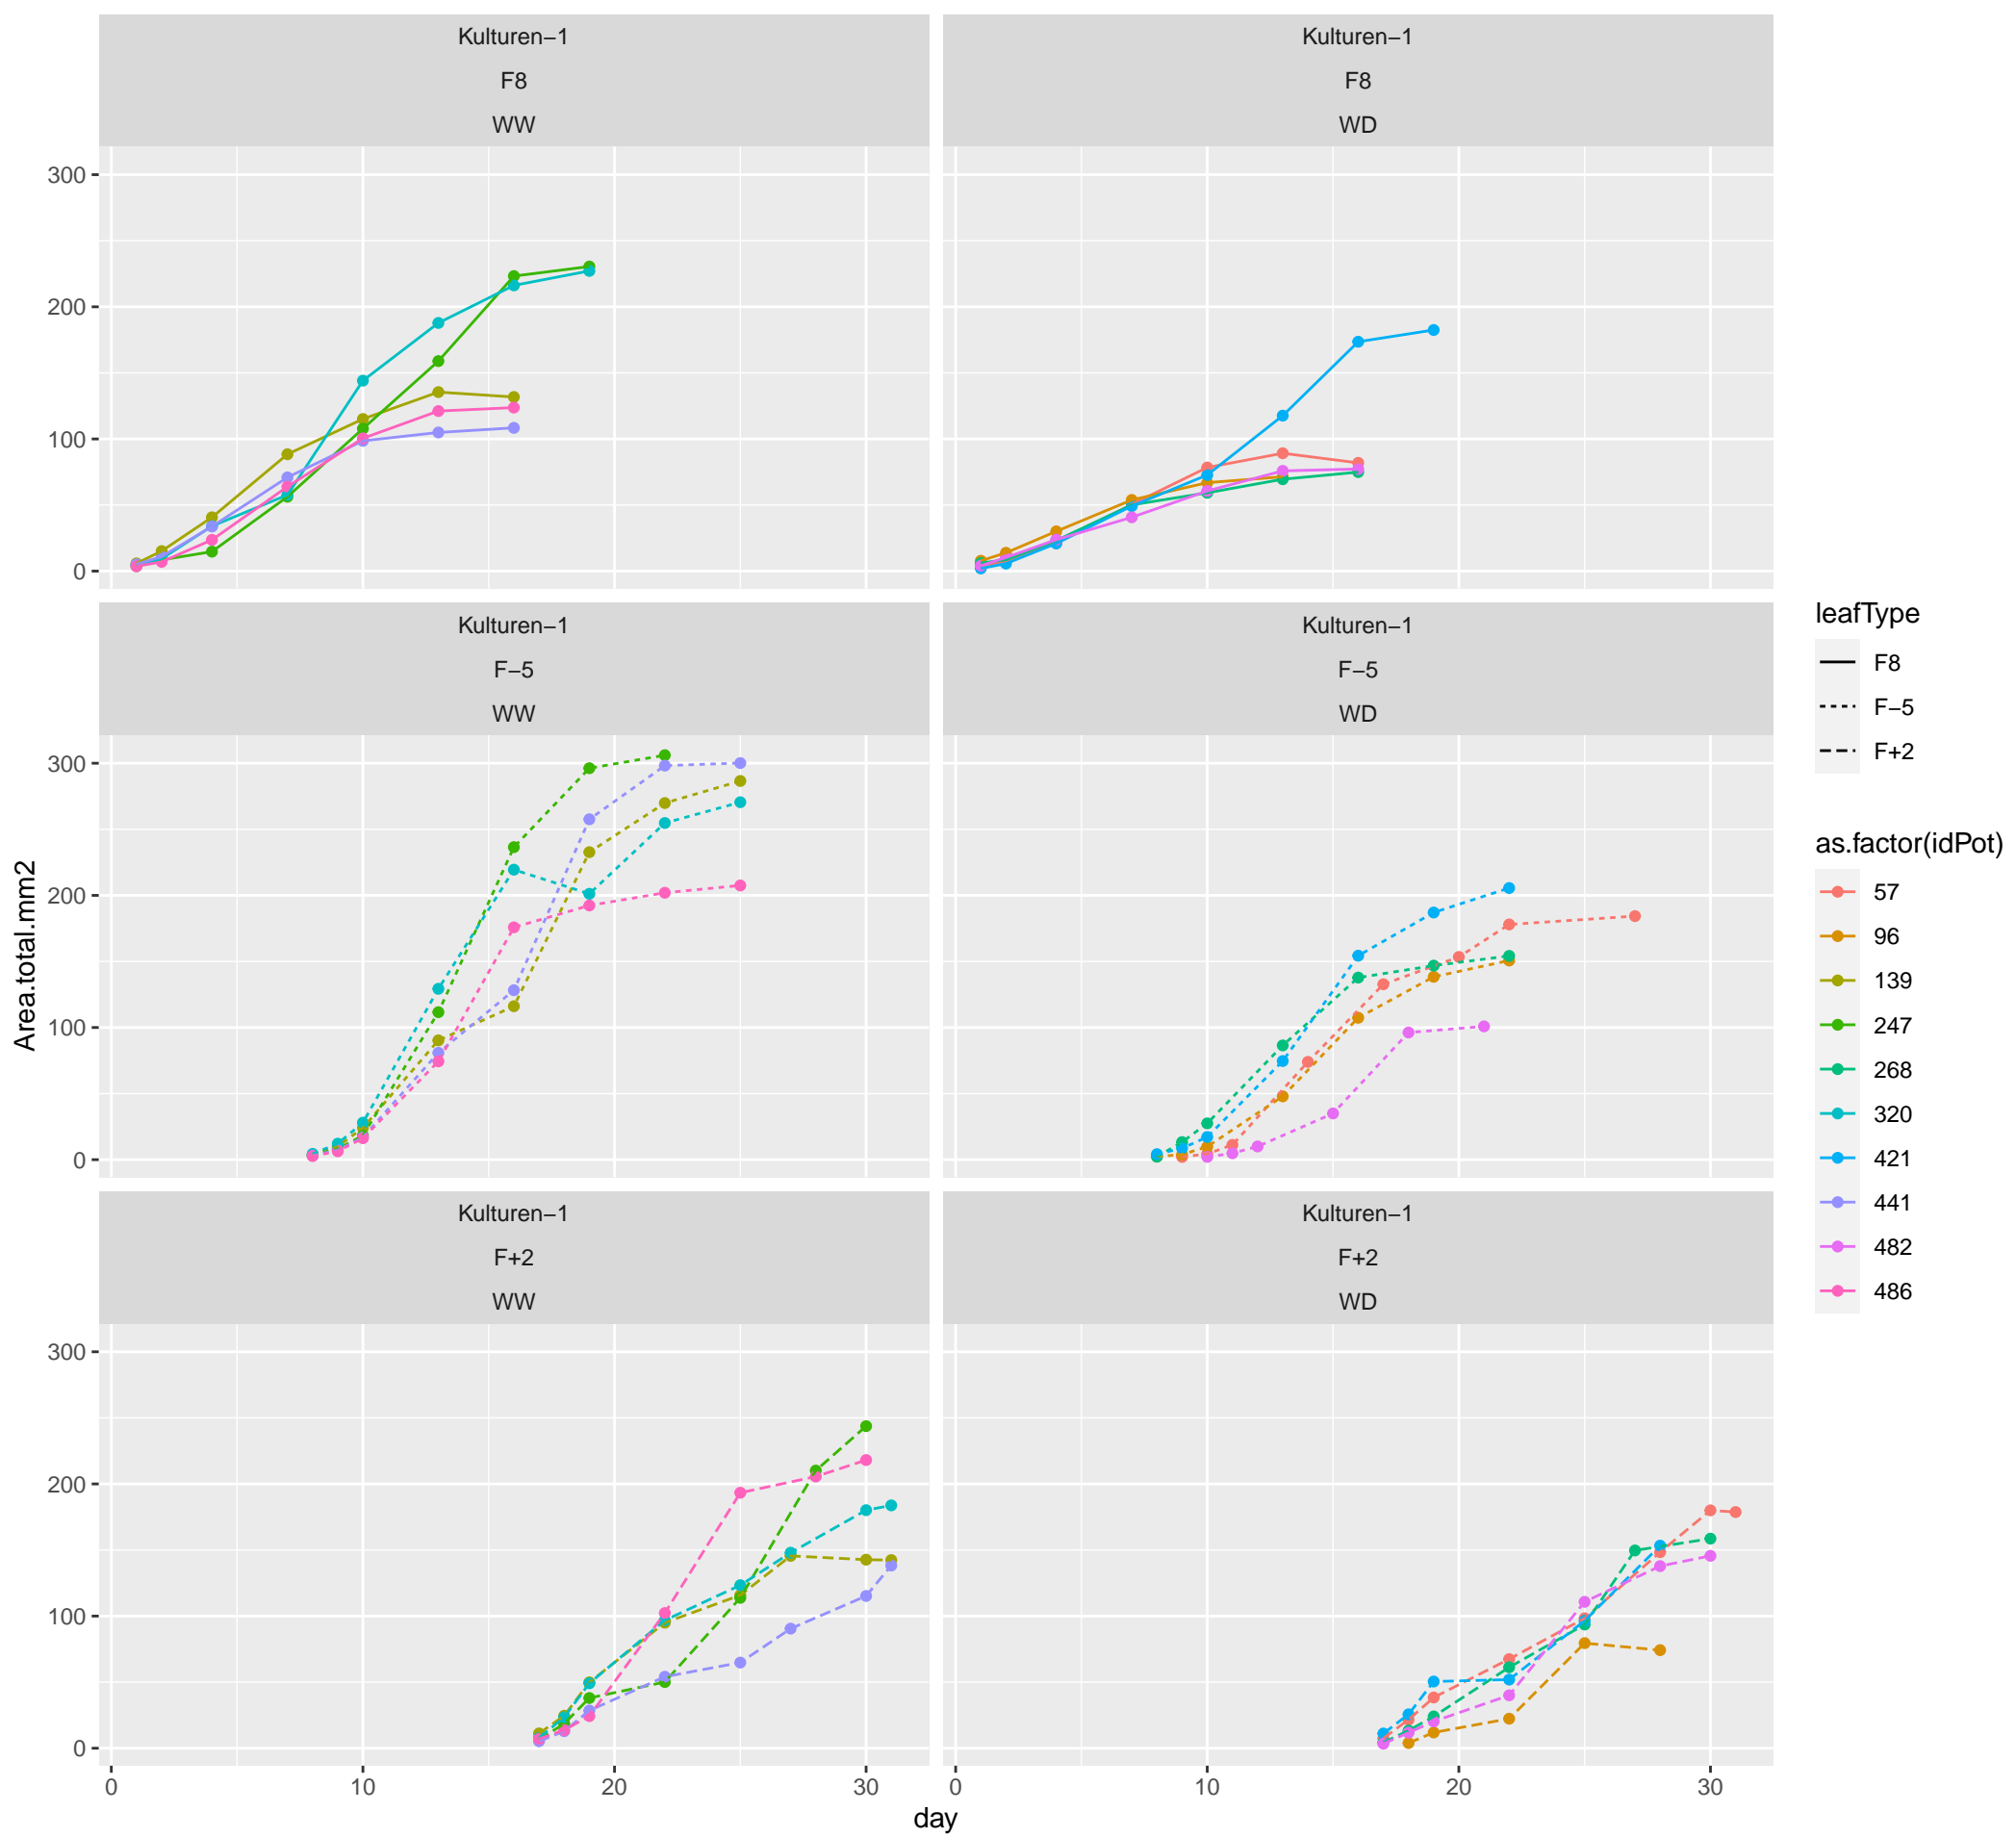 Kulturen−1
F8
WW
Kulturen−1
F8
WD
300
200
100
0
Kulturen−1
F−5
WW
Kulturen−1
F−5
WD
300
200
100
0
Kulturen−1
F+2
WW
Kulturen−1
F+2
WD
300
200
100
0
0 10 20 30
0 10 20 30
day
Area.total.mm2
leafType
F8
F−5
F+2
as.factor(idPot)
57
96
139
247
268
320
421
441
482
486